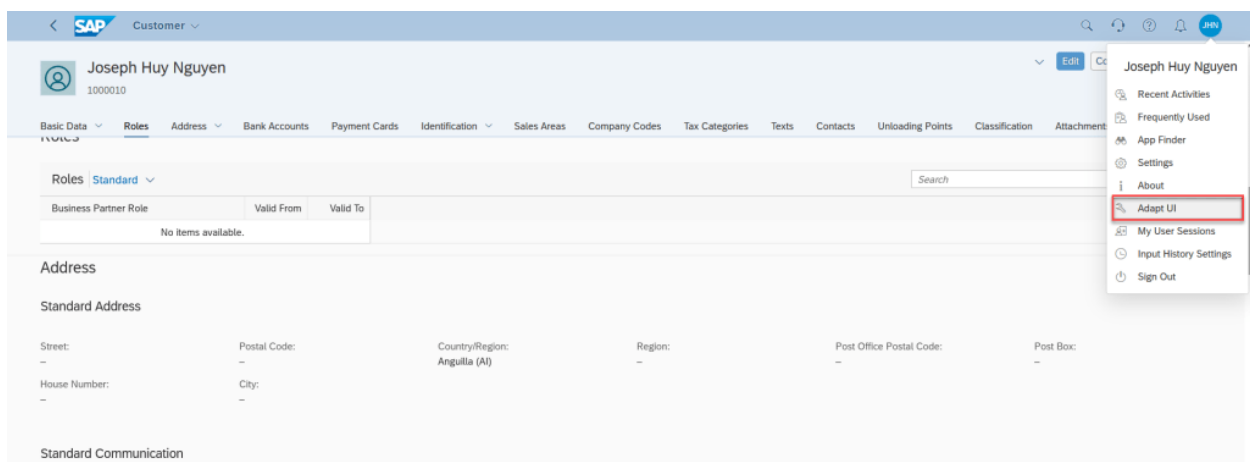 SAP Customer
JHN
Joseph Huy Nguyen
1000010
Edit Co
Basic Data Roles Address Bank Accounts Payment Cards Identification Sales Areas Company Codes Tax Categories Texts Contacts Unloading Points Classification Attachment
Roles
Roles Standard
Search
Business Partner Role Valid From Valid To
No items available.
Address
Standard Address
Street: Postal Code: Country/Region: Region: Post Office Postal Code: Post Box:
– – Anguilla (AI) – – –
House Number: City:
– –
Standard Communication
Joseph Huy Nguyen
Recent Activities
Frequently Used
App Finder
Settings
About
Adapt UI
My User Sessions
Input History Settings
Sign Out